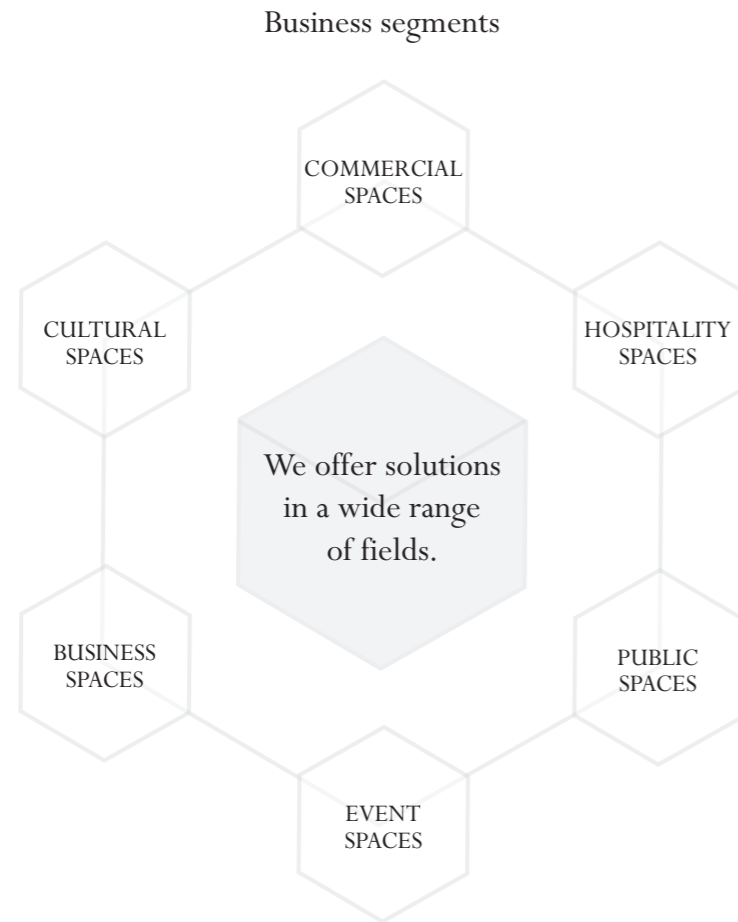 Business segments
COMMERCIAL
SPACES
CULTURAL
SPACES
HOSPITALITY
SPACES
We offer solutions
in a wide range
of fields.
BUSINESS
SPACES
PUBLIC
SPACES
EVENT
SPACES